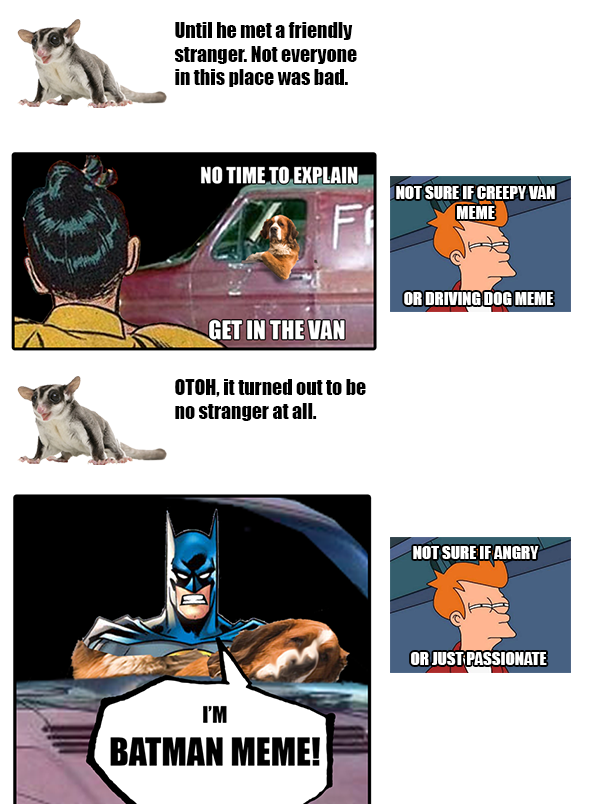 Until he met a friendly
stranger. Not everyone
in this place was bad.
NO TIME TO EXPLAIN
GET IN THE VAN
NOT SURE IF CREEPY VAN
MEME
OR DRIVING DOG MEME
OTOH, it turned out to be
no stranger at all.
I'M
BATMAN MEME!
NOT SURE IF ANGRY
OR JUST PASSIONATE